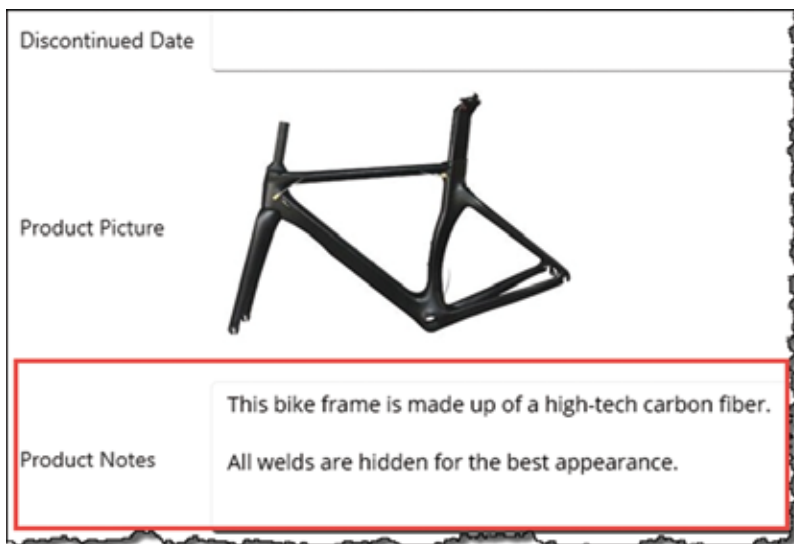 Discontinued Date
Product Picture
This bike frame is made up of a high-tech carbon fiber.
Product Notes
All welds are hidden for the best appearance.